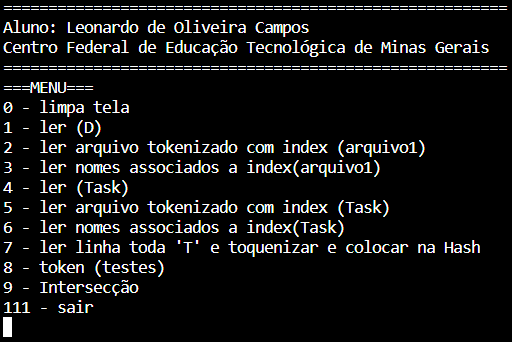 ==========================================================
Aluno: Leonardo de Oliveira Campos
Centro Federal de Educação Tecnológica de Minas Gerais
==========================================================
===MENU===
0 - limpa tela
1 - ler (D)
2 - ler arquivo tokenizado com index (arquivo1)
3 - ler nomes associados a index(arquivo1)
4 - ler (Task)
5 - ler arquivo tokenizado com index (Task)
6 - ler nomes associados a index(Task)
7 - ler linha toda 'T' e toquenizar e colocar na Hash
8 - token (testes)
9 - Intersecção
111 - sair